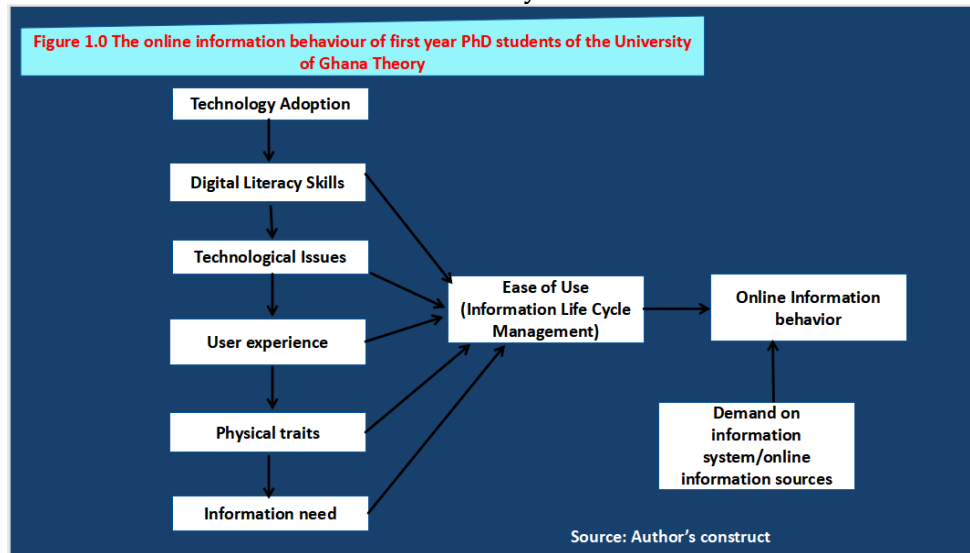 Figure 1.0 The online information behaviour of first year PhD students of the University
of Ghana Theory
Technology Adoption
Digital Literacy Skills
Technological Issues
User experience
Physical traits
Information need
Ease of Use
(Information Life Cycle
Management)
Online Information
behavior
Demand on
information
system/online
information sources
Source: Author's construct